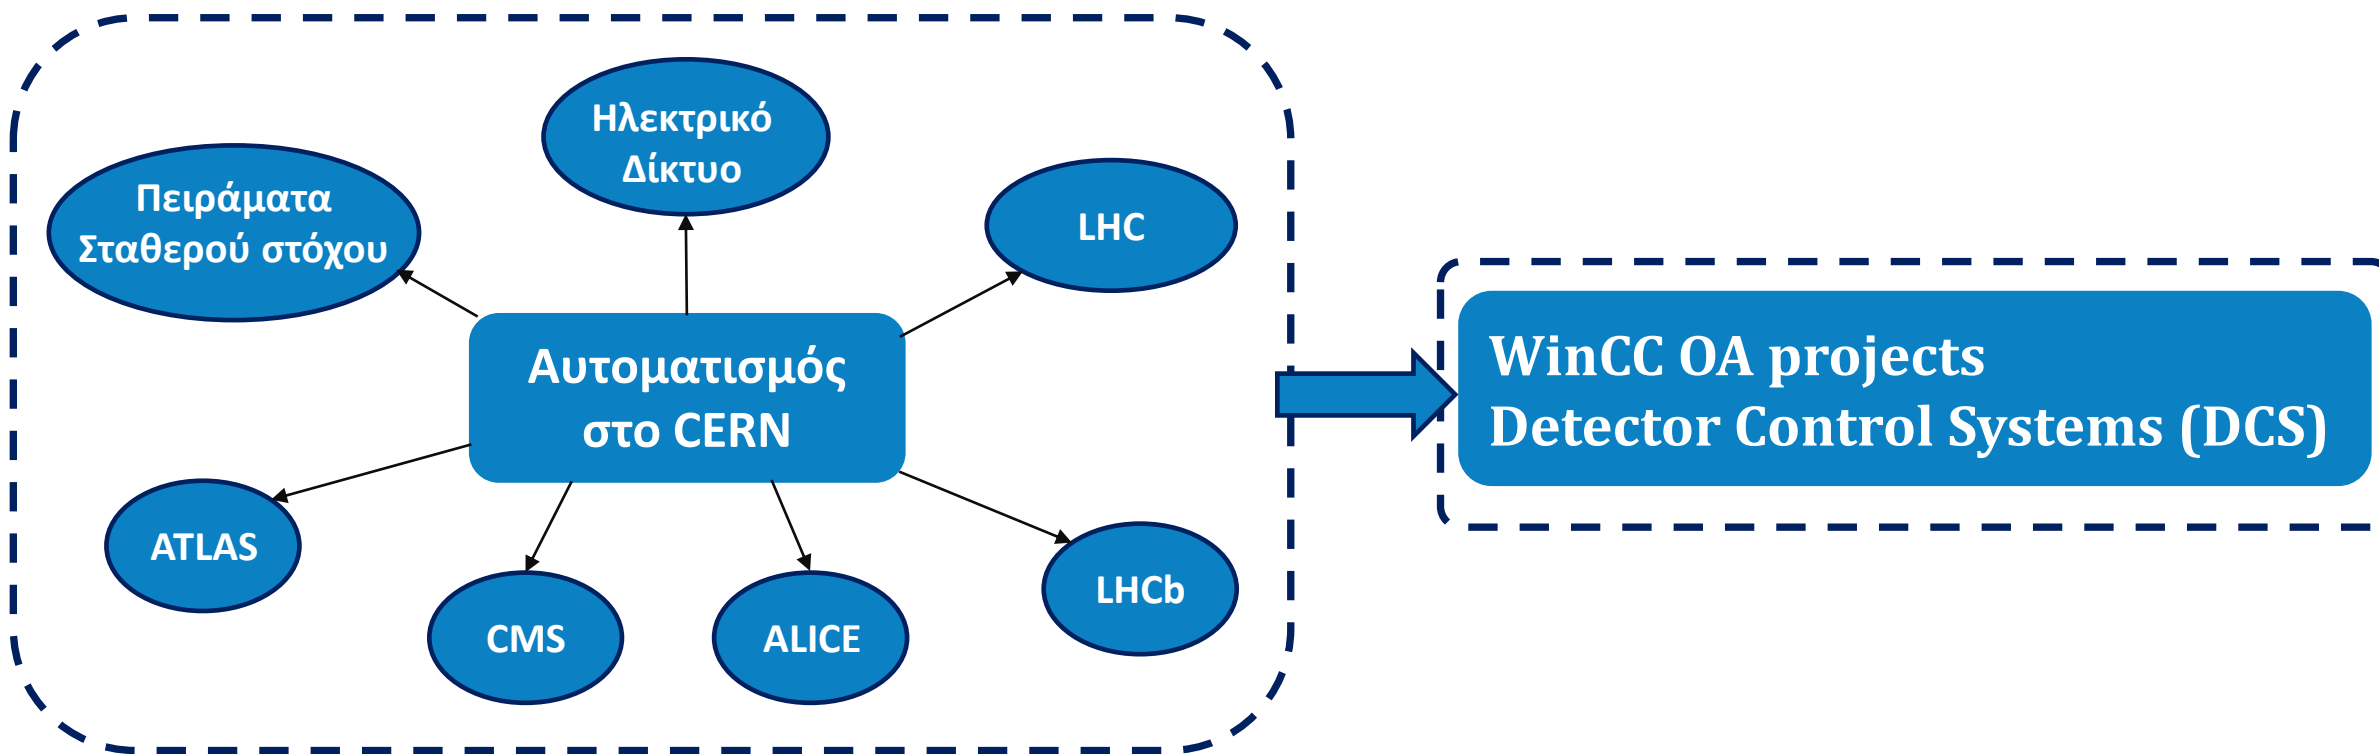 Ηλεκτρικό
Δίκτυο
Πειράματα
Σταθερού στόχου
LHC
Αυτοματισμός
στο CERN
ATLAS
CMS
ALICE
LHCb
WinCC OA projects
Detector Control Systems (DCS)